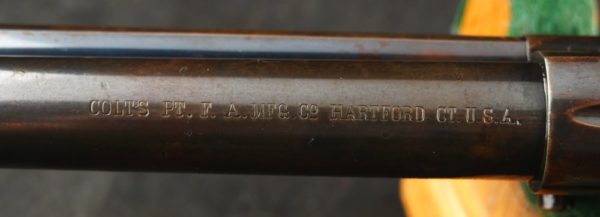 COLT'S PT. F. A. MFG. CO HARTFORD CT. U.S.A.